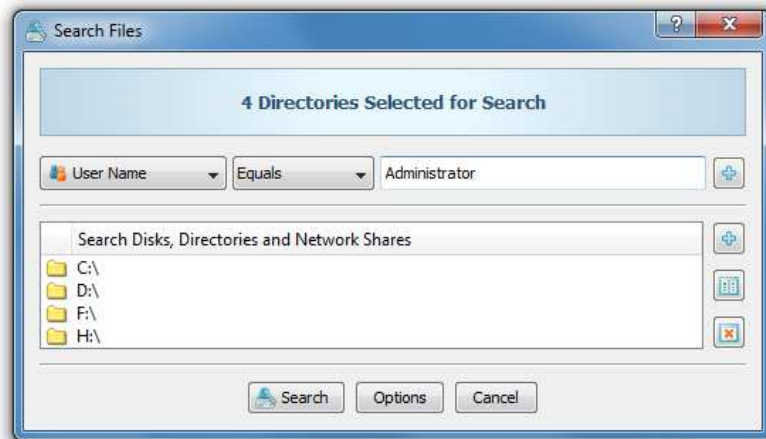 Search Files
4 Directories Selected for Search
User Name Equals Administrator
Search Disks, Directories and Network Shares
C:\
D:\
F:\
H:\
Search Options Cancel